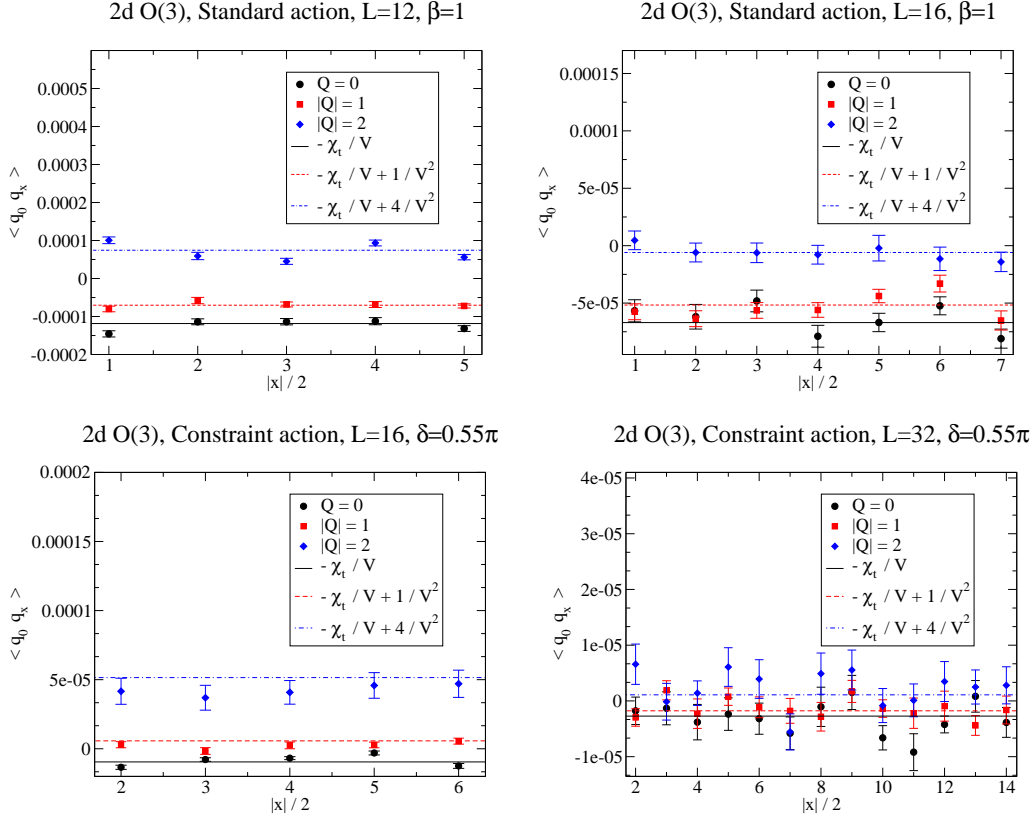 2d O(3), Standard action, L=12, β=1
0.0005
0.0004
0.0003
0.0002
0.0001
0
-0.0001
-0.0002
< q0 qx >
1 2 3 4 5
|x| / 2
Q = 0
|Q| = 1
|Q| = 2
- χt / V
- χt / V + 1 / V²
- χt / V + 4 / V²
2d O(3), Standard action, L=16, β=1
0.00015
0.0001
5e-05
0
-5e-05
< q0 qx >
1 2 3 4 5 6 7
|x| / 2
Q = 0
|Q| = 1
|Q| = 2
- χt / V
- χt / V + 1 / V²
- χt / V + 4 / V²
2d O(3), Constraint action, L=16, δ=0.55π
0.0002
0.00015
0.0001
5e-05
0
< q0 qx >
2 3 4 5 6
|x| / 2
Q = 0
|Q| = 1
|Q| = 2
- χt / V
- χt / V + 1 / V²
- χt / V + 4 / V²
2d O(3), Constraint action, L=32, δ=0.55π
4e-05
3e-05
2e-05
1e-05
0
-1e-05
< q0 qx >
2 4 6 8 10 12 14
|x| / 2
Q = 0
|Q| = 1
|Q| = 2
- χt / V
- χt / V + 1 / V²
- χt / V + 4 / V²